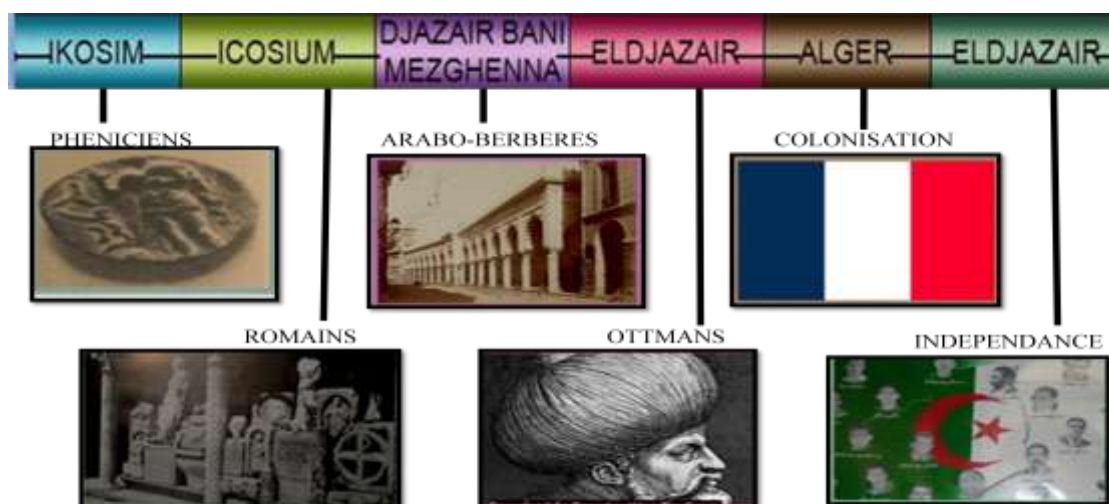 IKOSIM
ICOSIUM
DJAZAIR BANI
MEZGHENNA
ELDJAZAIR
ALGER
ELDJAZAIR
PHENICIENS
ARABO-BERBERES
COLONISATION
ROMAINS
OTTMANS
INDEPENDANCE